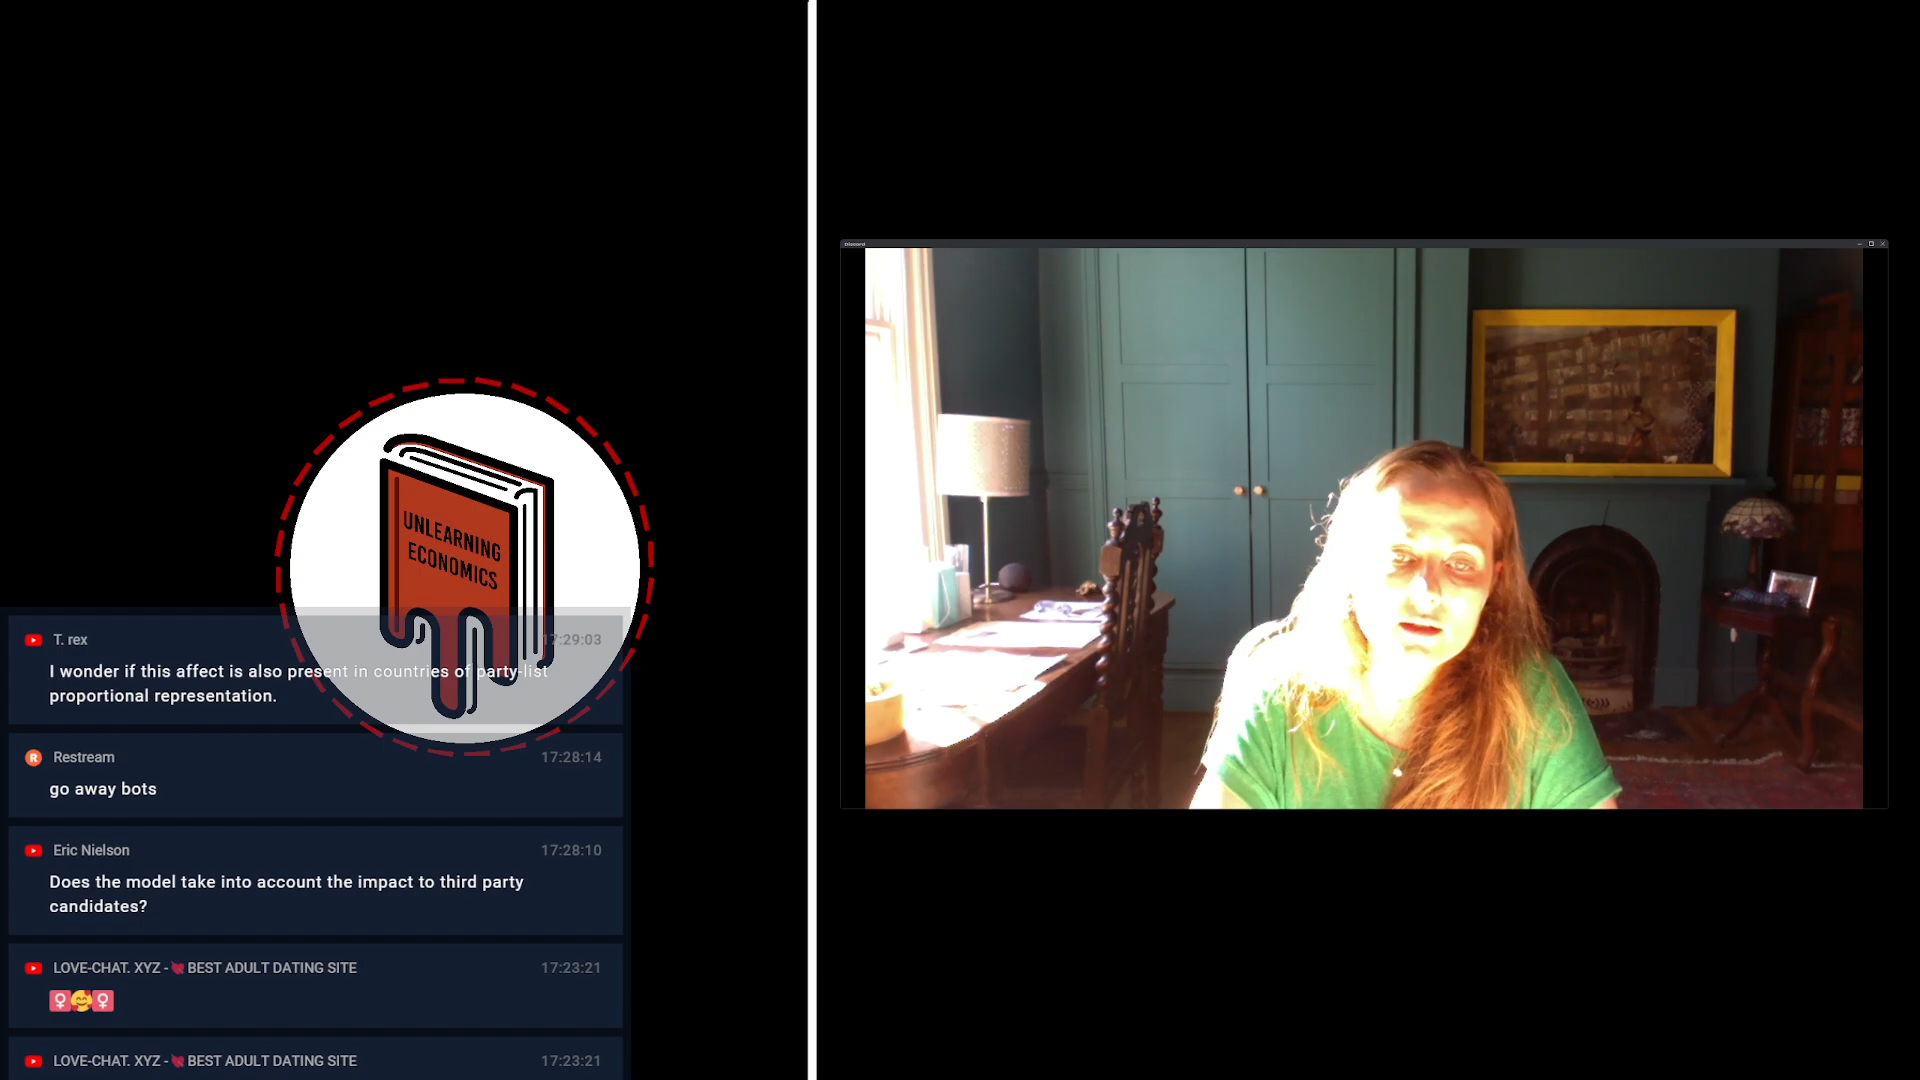 Discord
UNLEARNING
ECONOMICS
T. rex 17:29:03
I wonder if this affect is also present in countries of party-list
proportional representation.
Restream 17:28:14
go away bots
Eric Nielson 17:28:10
Does the model take into account the impact to third party
candidates?
LOVE-CHAT. XYZ - 💘 BEST ADULT DATING SITE 17:23:21
LOVE-CHAT. XYZ - 💘 BEST ADULT DATING SITE 17:23:21